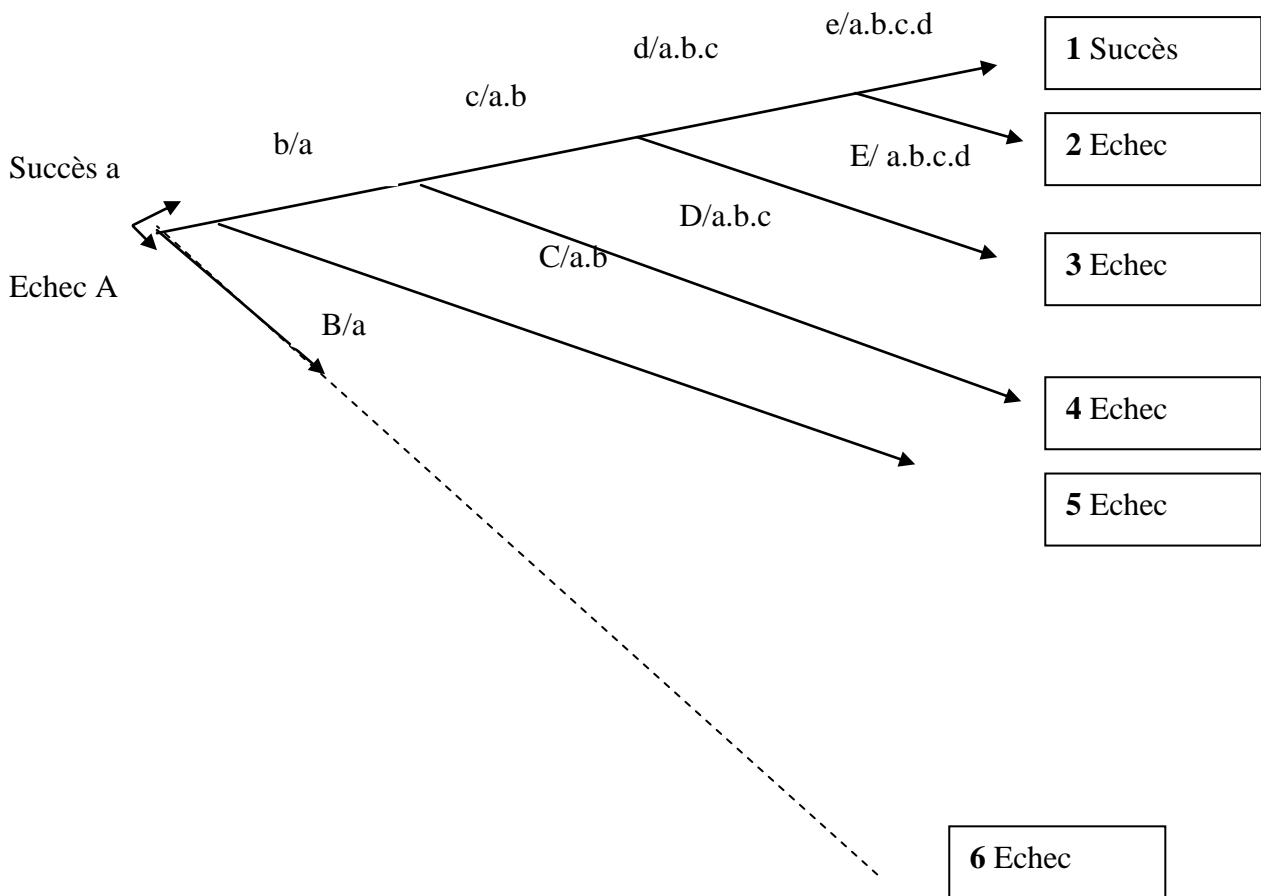 e/a.b.c.d
1 Succès
d/a.b.c
c/a.b
b/a
2 Echec
E/ a.b.c.d
Succès a
D/a.b.c
3 Echec
C/a.b
Echec A
B/a
4 Echec
5 Echec
6 Echec